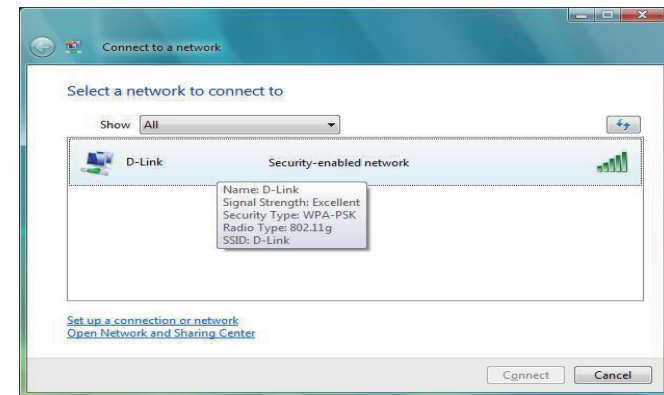 Connect to a network
Select a network to connect to
Show All
D-Link Security-enabled network
Name: D-Link
Signal Strength: Excellent
Security Type: WPA-PSK
Radio Type: 802.11g
SSID: D-Link
Set up a connection or network
Open Network and Sharing Center
Connect Cancel